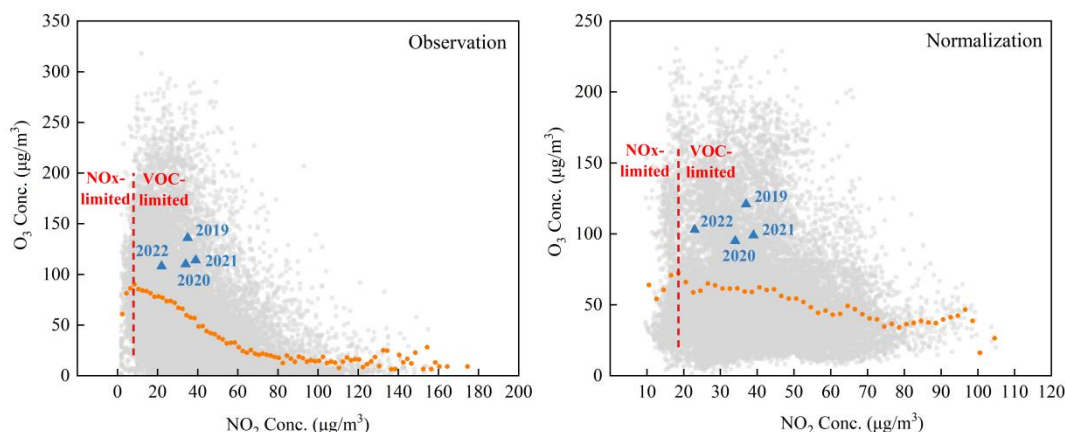 Observation
350
300
250
200
150
100
50
0
O₃ Conc. (μg/m³)
NOx- VOC-
limited limited
2019
2022
2021
2020
0 20 40 60 80 100 120 140 160 180 200
NO₂ Conc. (μg/m³)
Normalization
250
200
150
100
50
0
O₃ Conc. (μg/m³)
NOx- VOC-
limited limited
2019
2022
2021
2020
0 10 20 30 40 50 60 70 80 90 100 110 120
NO₂ Conc. (μg/m³)